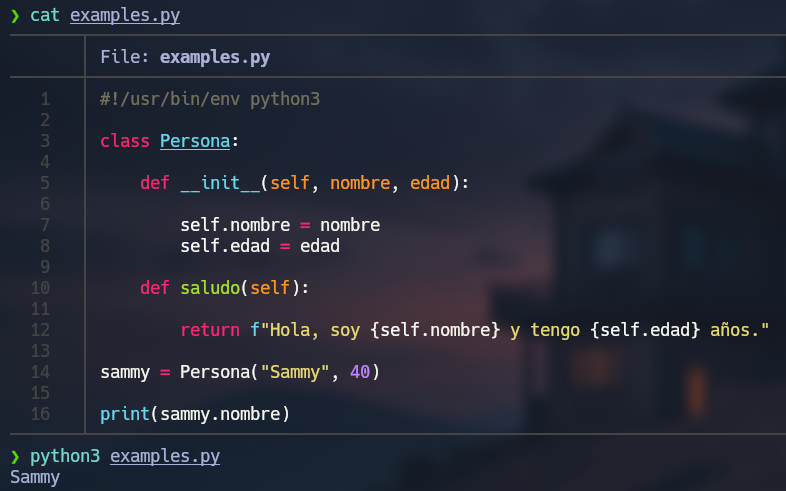 ❯ cat examples.py
File: examples.py
1 #!/usr/bin/env python3
2
3 class Persona:
4
5     def __init__(self, nombre, edad):
6
7         self.nombre = nombre
8         self.edad = edad
9
10     def saludo(self):
11
12         return f"Hola, soy {self.nombre} y tengo {self.edad} años."
13
14 sammy = Persona("Sammy", 40)
15
16 print(sammy.nombre)
❯ python3 examples.py
Sammy